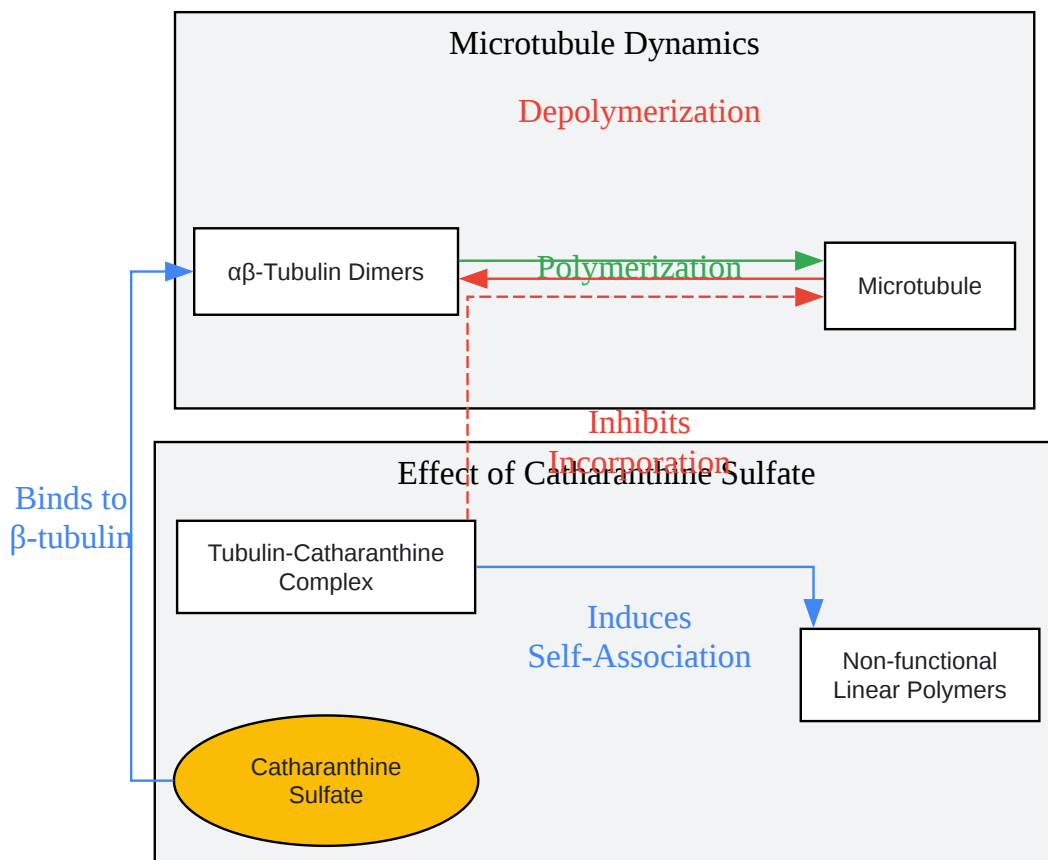 Microtubule Dynamics
Depolymerization
αβ-Tubulin Dimers
Polymerization
Microtubule
Inhibits
Incorporation
Effect of Catharanthine Sulfate
Binds to
β-tubulin
Tubulin-Catharanthine
Complex
Induces
Self-Association
Non-functional
Linear Polymers
Catharanthine
Sulfate